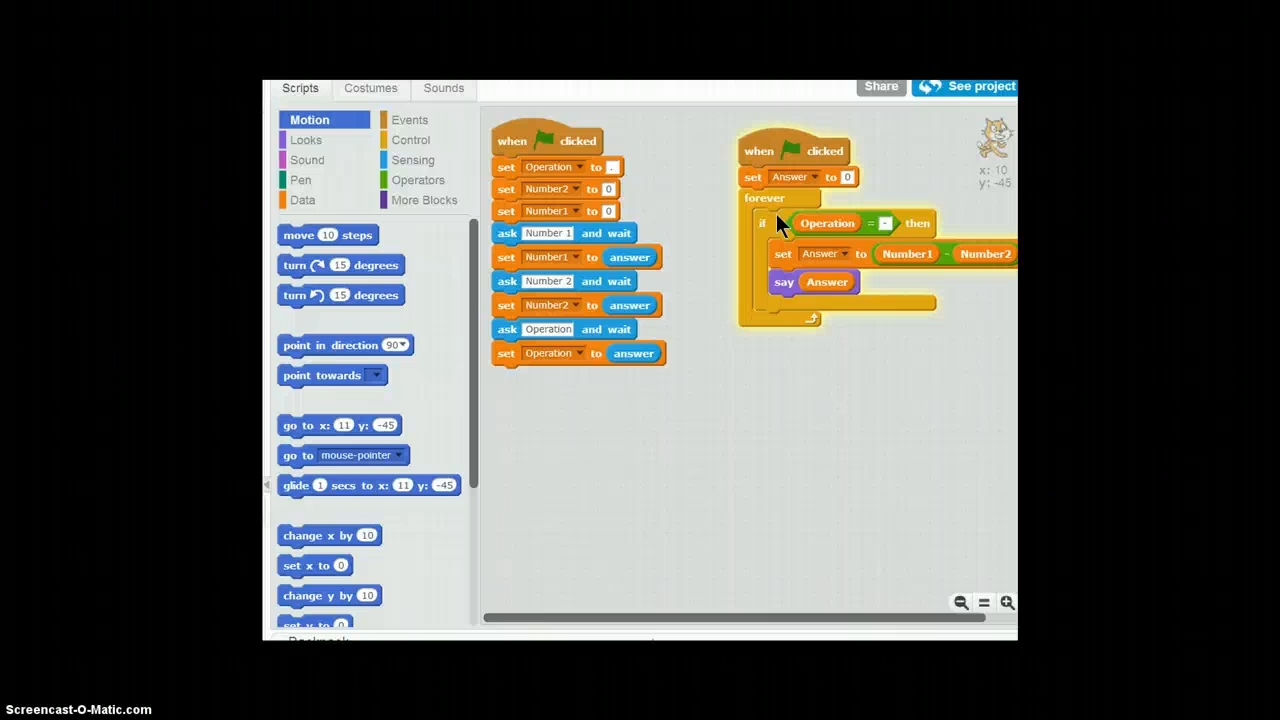 Scripts Costumes Sounds
Share See project
Motion Events
Looks Control
Sound Sensing
Pen Operators
Data More Blocks
move 10 steps
turn 15 degrees
turn 15 degrees
point in direction 90
point towards
go to x: 11 y: -45
go to mouse-pointer
glide 1 secs to x: 11 y: -45
change x by 10
set x to 0
change y by 10
set y to 0
when clicked
set Operation to .
set Number2 to 0
set Number1 to 0
ask Number 1 and wait
set Number1 to answer
ask Number 2 and wait
set Number2 to answer
ask Operation and wait
set Operation to answer
when clicked
set Answer to 0
forever
if Operation = - then
set Answer to Number1 - Number2
say Answer
x: 10
y: -45
Screencast-O-Matic.com